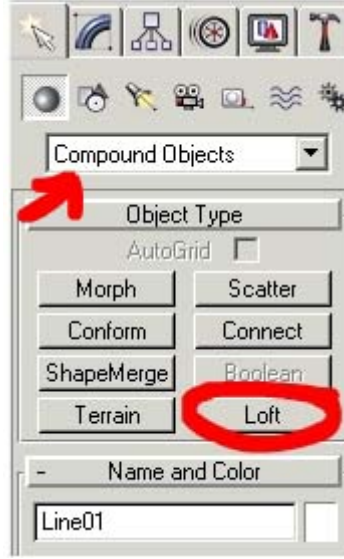 Compound Objects
Object Type
AutoGrid
Morph Scatter
Conform Connect
ShapeMerge Boolean
Terrain Loft
- Name and Color
Line01